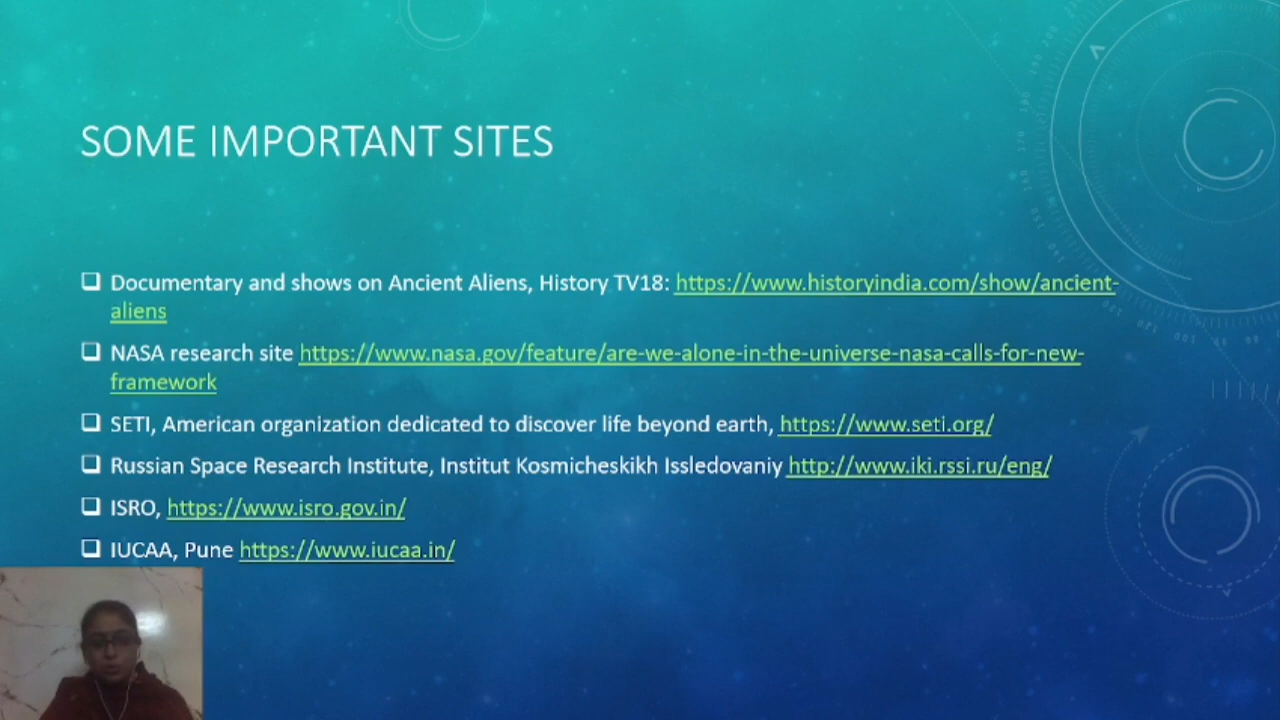 SOME IMPORTANT SITES
Documentary and shows on Ancient Aliens, History TV18: https://www.historyindia.com/show/ancient-
aliens
NASA research site https://www.nasa.gov/feature/are-we-alone-in-the-universe-nasa-calls-for-new-
framework
SETI, American organization dedicated to discover life beyond earth, https://www.seti.org/
Russian Space Research Institute, Institut Kosmicheskikh Issledovaniy http://www.iki.rssi.ru/eng/
ISRO, https://www.isro.gov.in/
IUCAA, Pune https://www.iucaa.in/